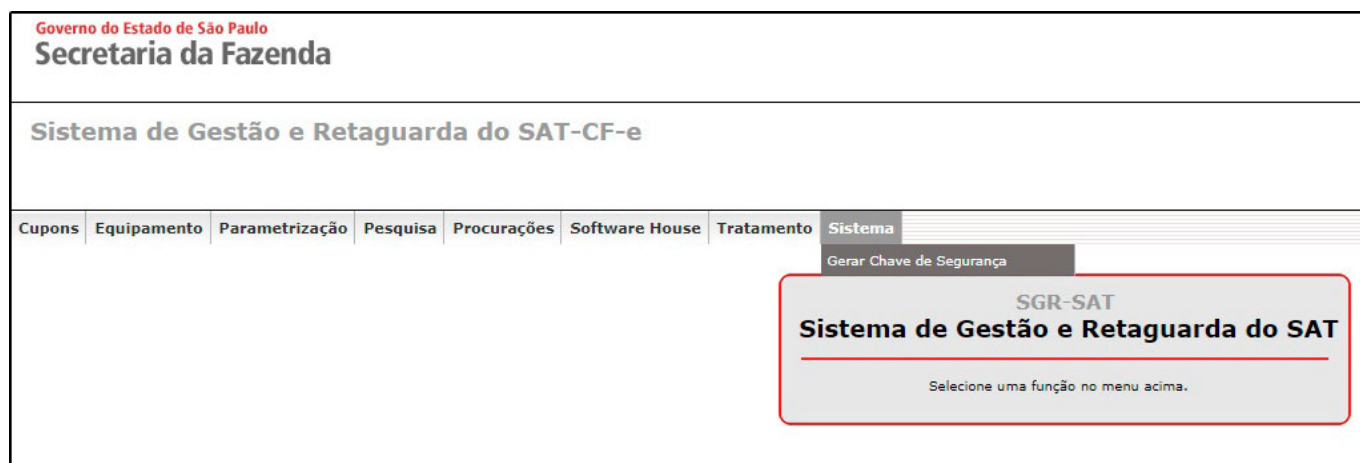 Governo do Estado de São Paulo
Secretaria da Fazenda
Sistema de Gestão e Retaguarda do SAT-CF-e
Cupons Equipamento Parametrização Pesquisa Procurações Software House Tratamento Sistema
Gerar Chave de Segurança
SGR-SAT
Sistema de Gestão e Retaguarda do SAT
Selecione uma função no menu acima.